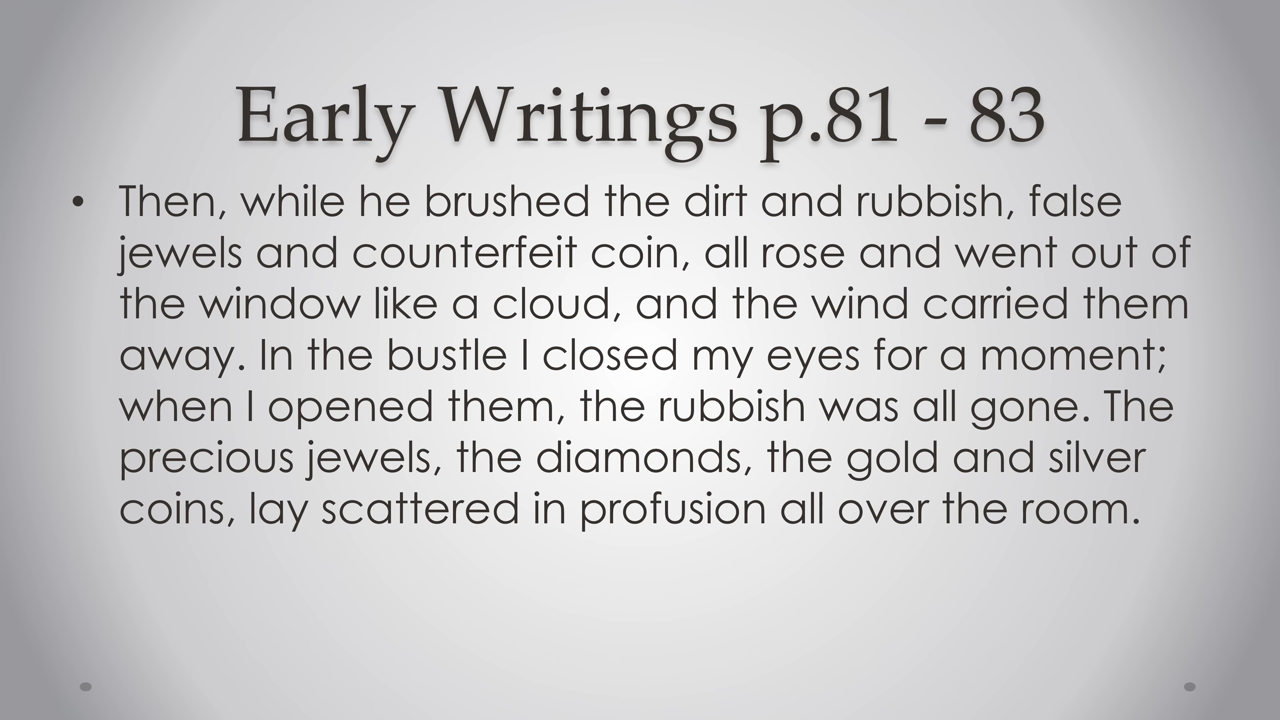 Early Writings p.81 - 83
• Then, while he brushed the dirt and rubbish, false
jewels and counterfeit coin, all rose and went out of
the window like a cloud, and the wind carried them
away. In the bustle I closed my eyes for a moment;
when I opened them, the rubbish was all gone. The
precious jewels, the diamonds, the gold and silver
coins, lay scattered in profusion all over the room.